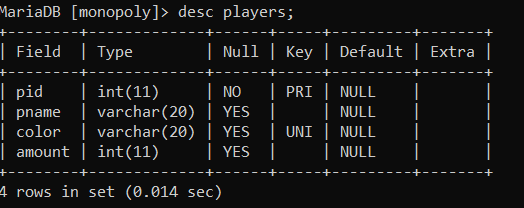 MariaDB [monopoly]> desc players;
+--------+-------------+------+-----+---------+-------+
| Field  | Type        | Null | Key | Default | Extra |
+--------+-------------+------+-----+---------+-------+
| pid    | int(11)     | NO   | PRI | NULL    |       |
| pname  | varchar(20) | YES  |     | NULL    |       |
| color  | varchar(20) | YES  | UNI | NULL    |       |
| amount | int(11)     | YES  |     | NULL    |       |
+--------+-------------+------+-----+---------+-------+
4 rows in set (0.014 sec)